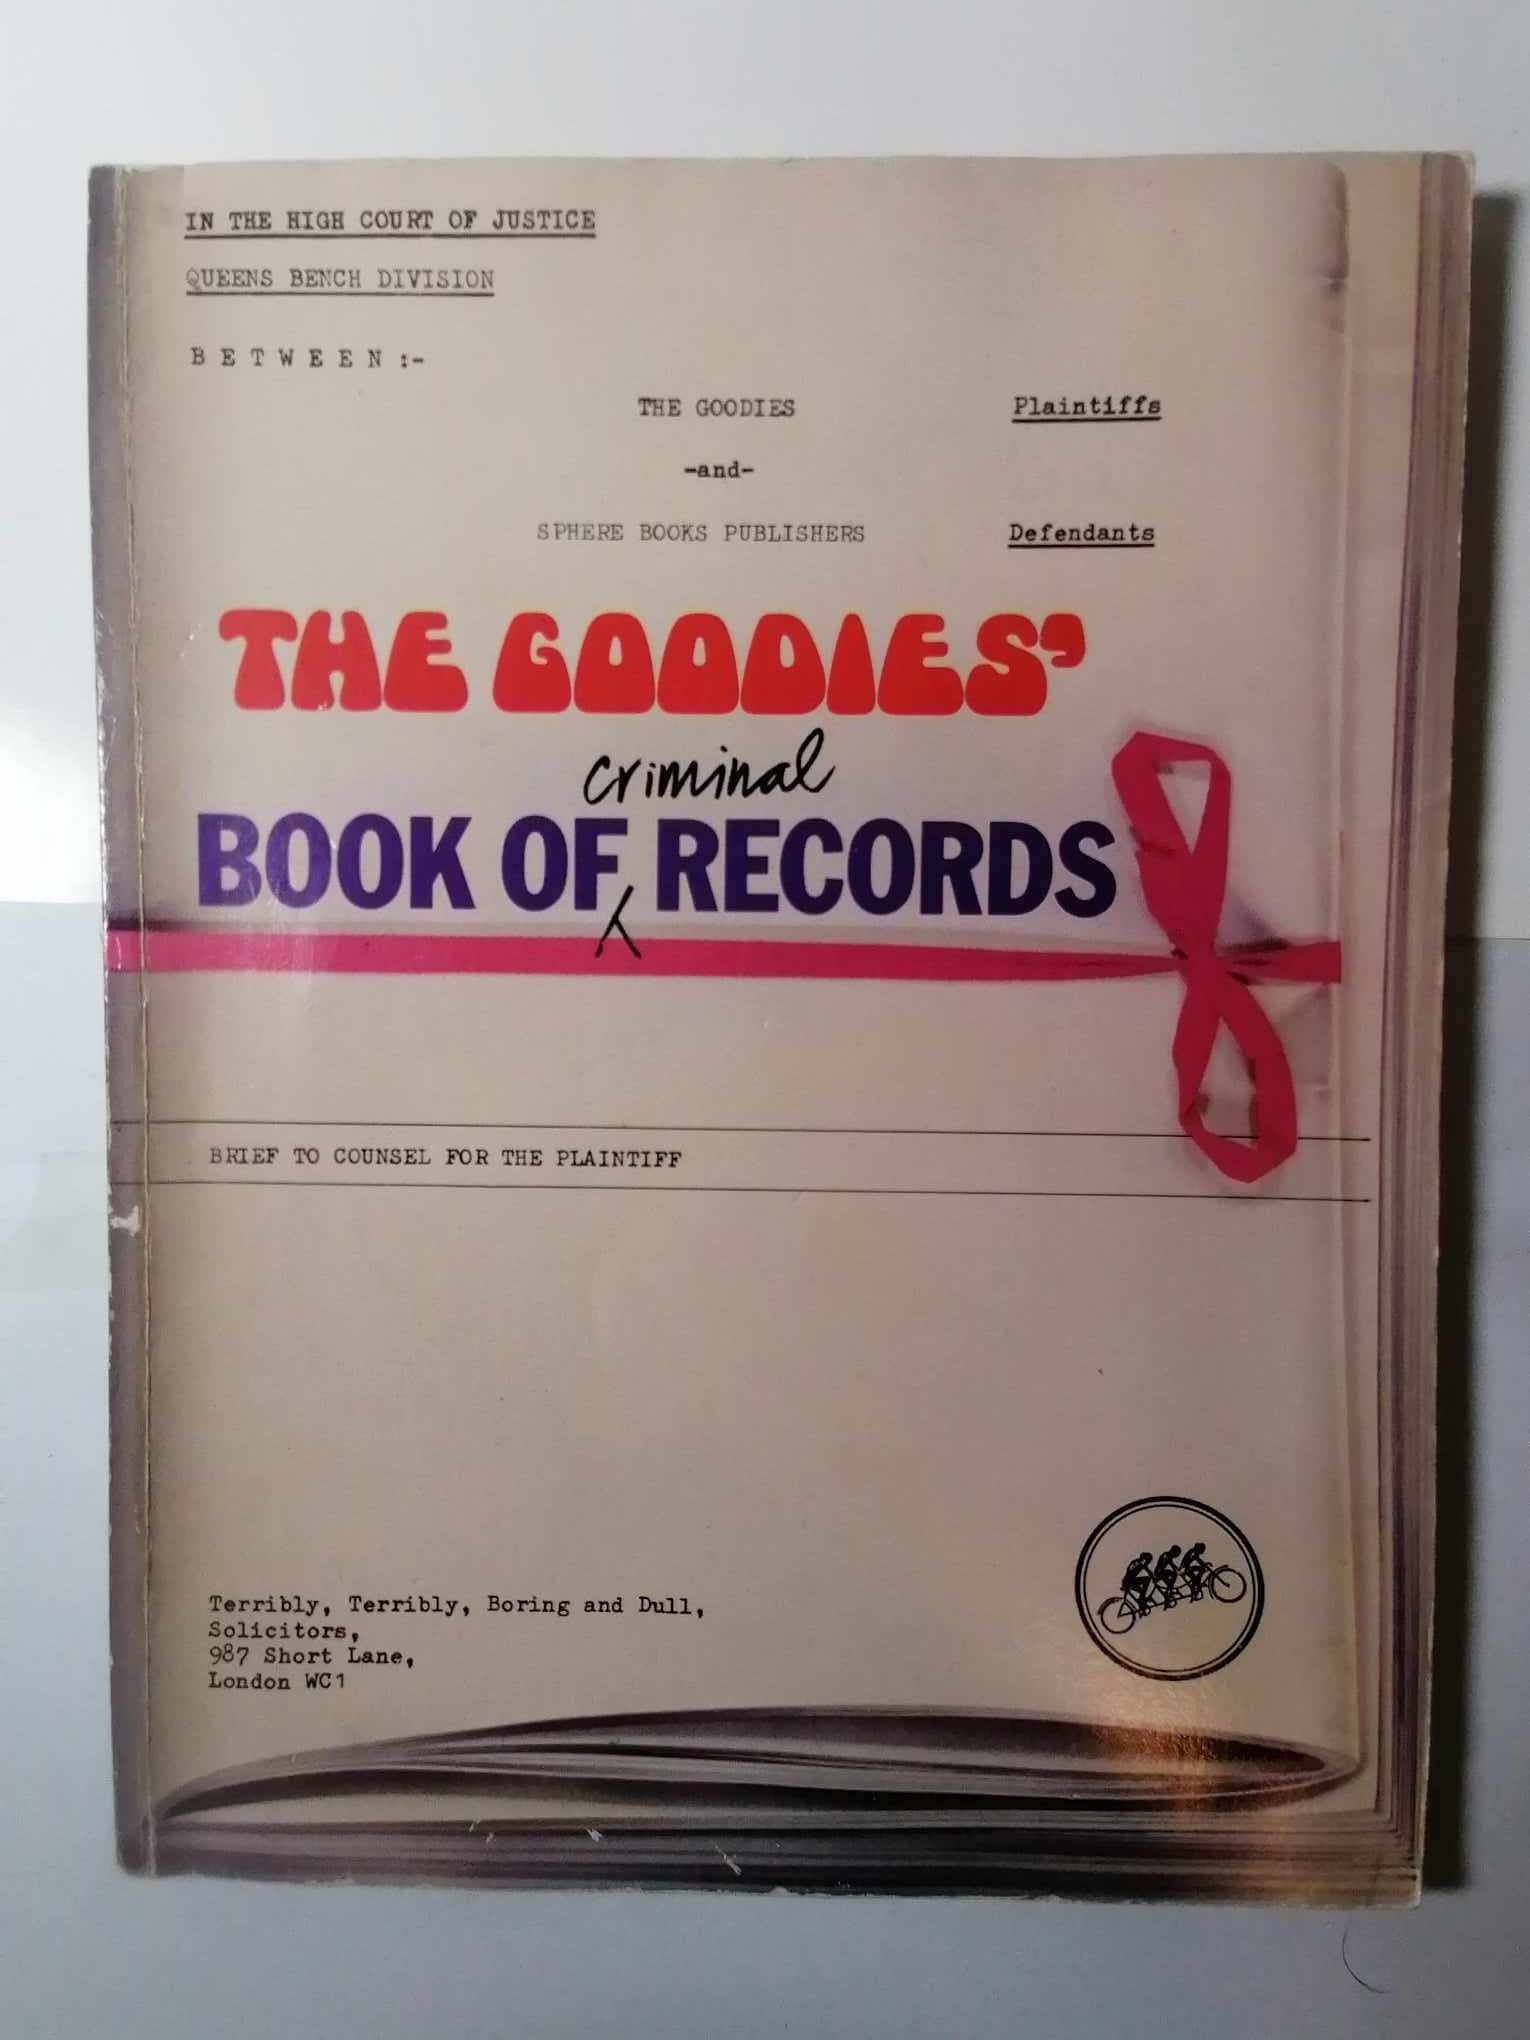 IN THE HIGH COURT OF JUSTICE
QUEENS BENCH DIVISION
BETWEEN:-
THE GOODIES Plaintiffs
-and-
SPHERE BOOKS PUBLISHERS Defendants
THE GOODIES'
criminal
BOOK OF RECORDS
BRIEF TO COUNSEL FOR THE PLAINTIFF
Terribly, Terribly, Boring and Dull,
Solicitors,
987 Short Lane,
London WC1